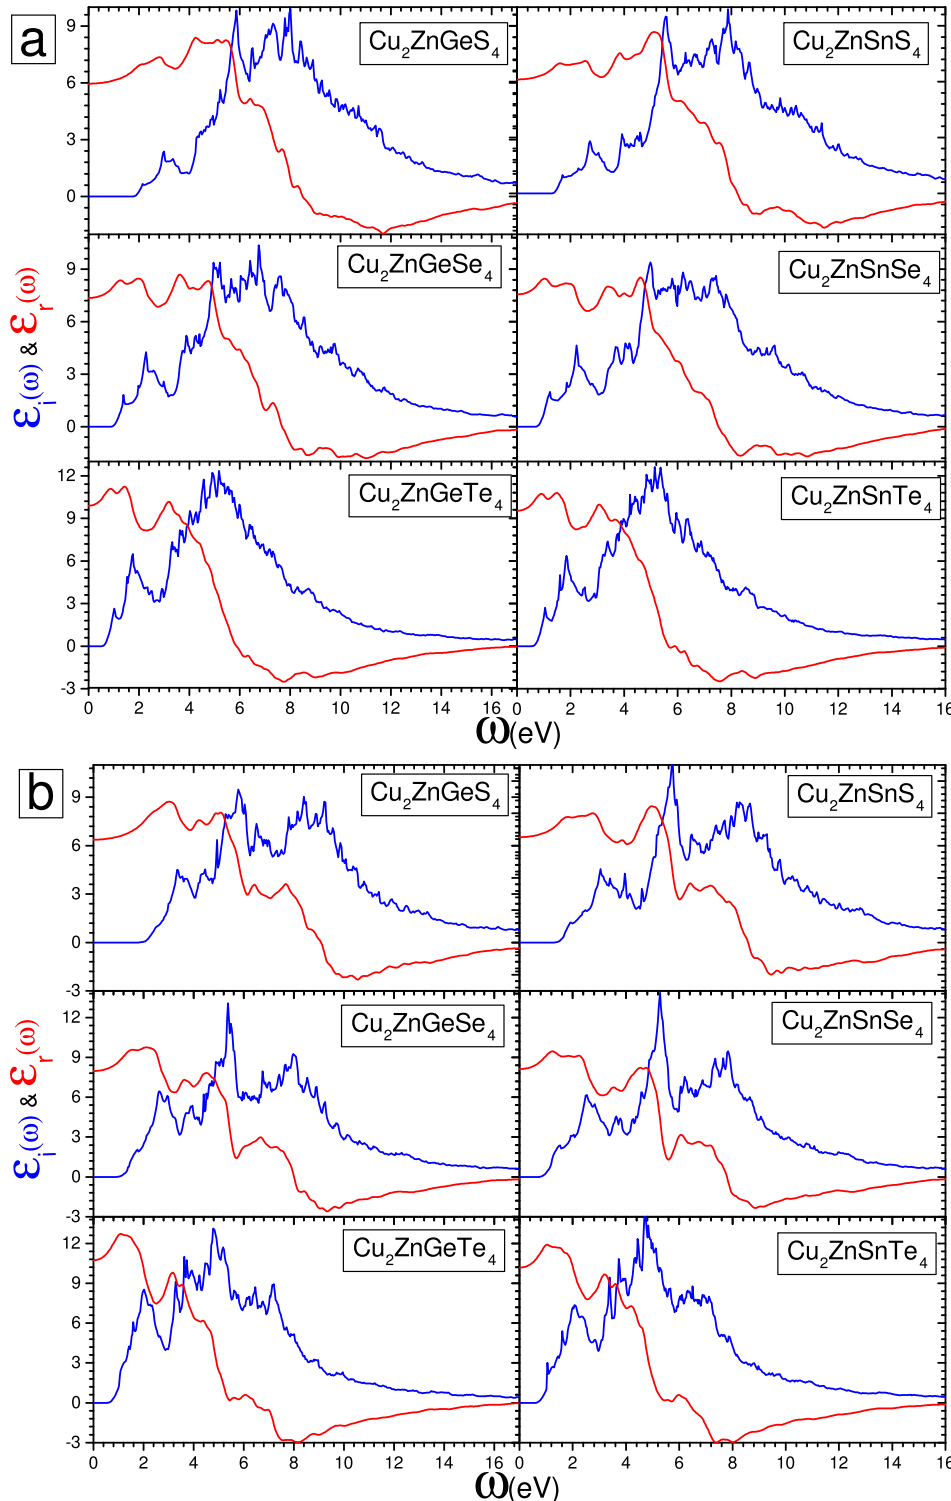 a
9
6
3
0
Cu2ZnGeS4
Cu2ZnSnS4
9
6
3
0
Cu2ZnGeSe4
Cu2ZnSnSe4
εi(ω) & εr(ω)
12
9
6
3
0
-3
Cu2ZnGeTe4
Cu2ZnSnTe4
0 2 4 6 8 10 12 14 16
2 4 6 8 10 12 14 16
ω(eV)
b
9
6
3
0
-3
Cu2ZnGeS4
Cu2ZnSnS4
12
9
6
3
0
-3
Cu2ZnGeSe4
Cu2ZnSnSe4
εi(ω) & εr(ω)
12
9
6
3
0
-3
Cu2ZnGeTe4
Cu2ZnSnTe4
0 2 4 6 8 10 12 14 16
0 2 4 6 8 10 12 14 16
ω(eV)